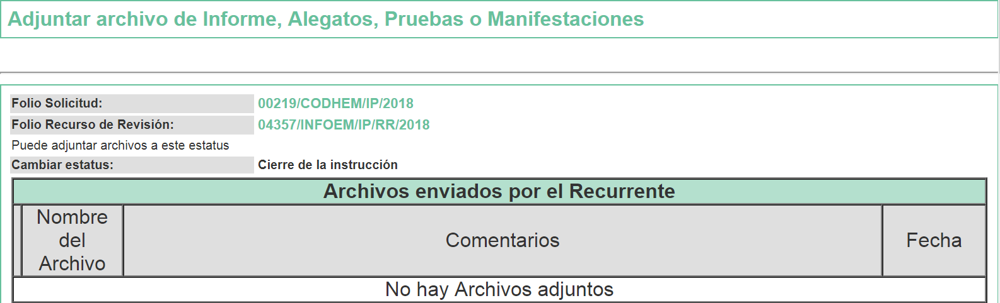 Adjuntar archivo de Informe, Alegatos, Pruebas o Manifestaciones
Folio Solicitud: 00219/CODHEM/IP/2018
Folio Recurso de Revisión: 04357/INFOEM/IP/RR/2018
Puede adjuntar archivos a este estatus
Cambiar estatus: Cierre de la instrucción
Archivos enviados por el Recurrente
Nombre
del
Archivo
Comentarios
Fecha
No hay Archivos adjuntos